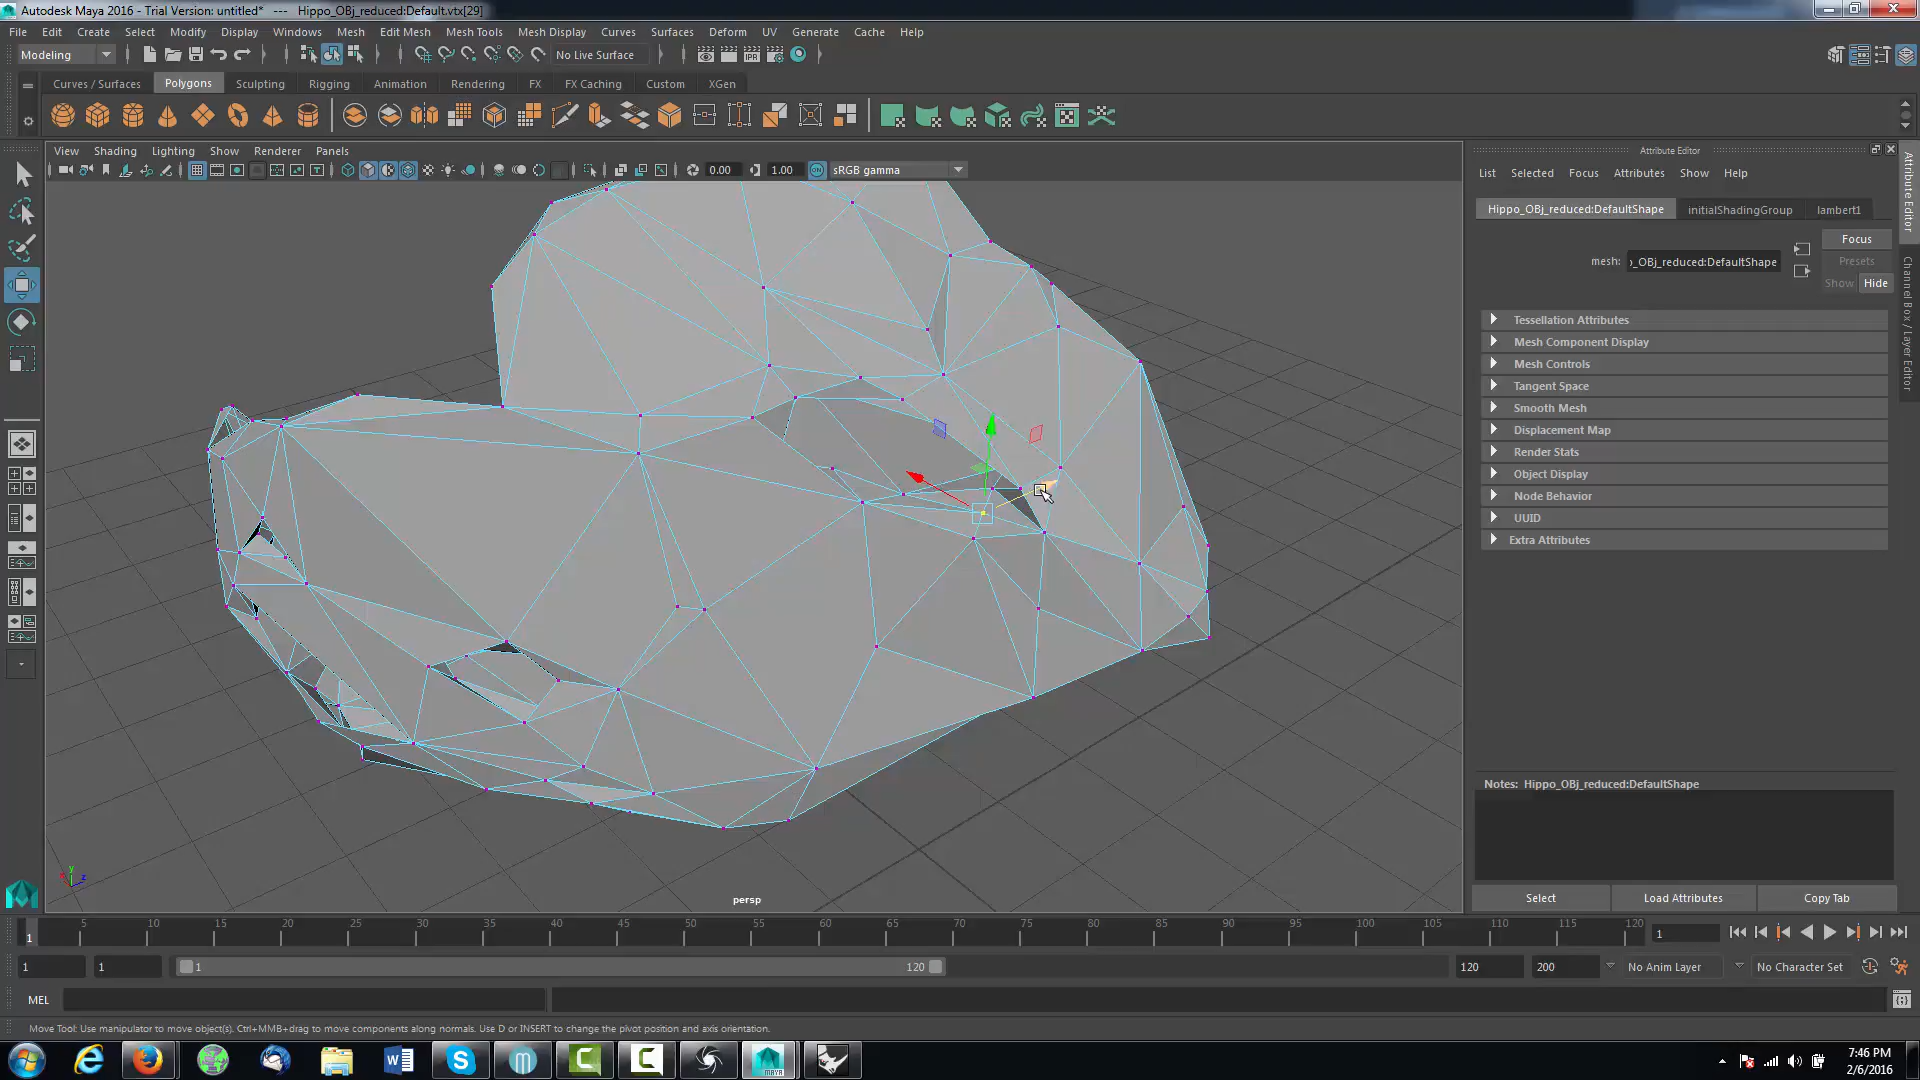 Autodesk Maya 2016 - Trial Version: untitled*   ---   Hippo_OBj_reduced:Default.vtx[29]
File Edit Create Select Modify Display Windows Mesh Edit Mesh Mesh Tools Mesh Display Curves Surfaces Deform UV Generate Cache Help
Modeling No Live Surface
Curves / Surfaces Polygons Sculpting Rigging Animation Rendering FX FX Caching Custom XGen
View Shading Lighting Show Renderer Panels
0.00 1.00 ON sRGB gamma
persp
Attribute Editor
List Selected Focus Attributes Show Help
Hippo_OBj_reduced:DefaultShape initialShadingGroup lambert1
Focus
mesh: _OBj_reduced:DefaultShape Presets
Show Hide
Tessellation Attributes
Mesh Component Display
Mesh Controls
Tangent Space
Smooth Mesh
Displacement Map
Render Stats
Object Display
Node Behavior
UUID
Extra Attributes
Notes: Hippo_OBj_reduced:DefaultShape
Select Load Attributes Copy Tab
Attribute Editor
Channel Box / Layer Editor
1 5 10 15 20 25 30 35 40 45 50 55 60 65 70 75 80 85 90 95 100 105 110 115 120 1
1 1 1 120 120 200 No Anim Layer No Character Set
MEL
Move Tool: Use manipulator to move object(s). Ctrl+MMB+drag to move components along normals. Use D or INSERT to change the pivot position and axis orientation.
7:46 PM
2/6/2016